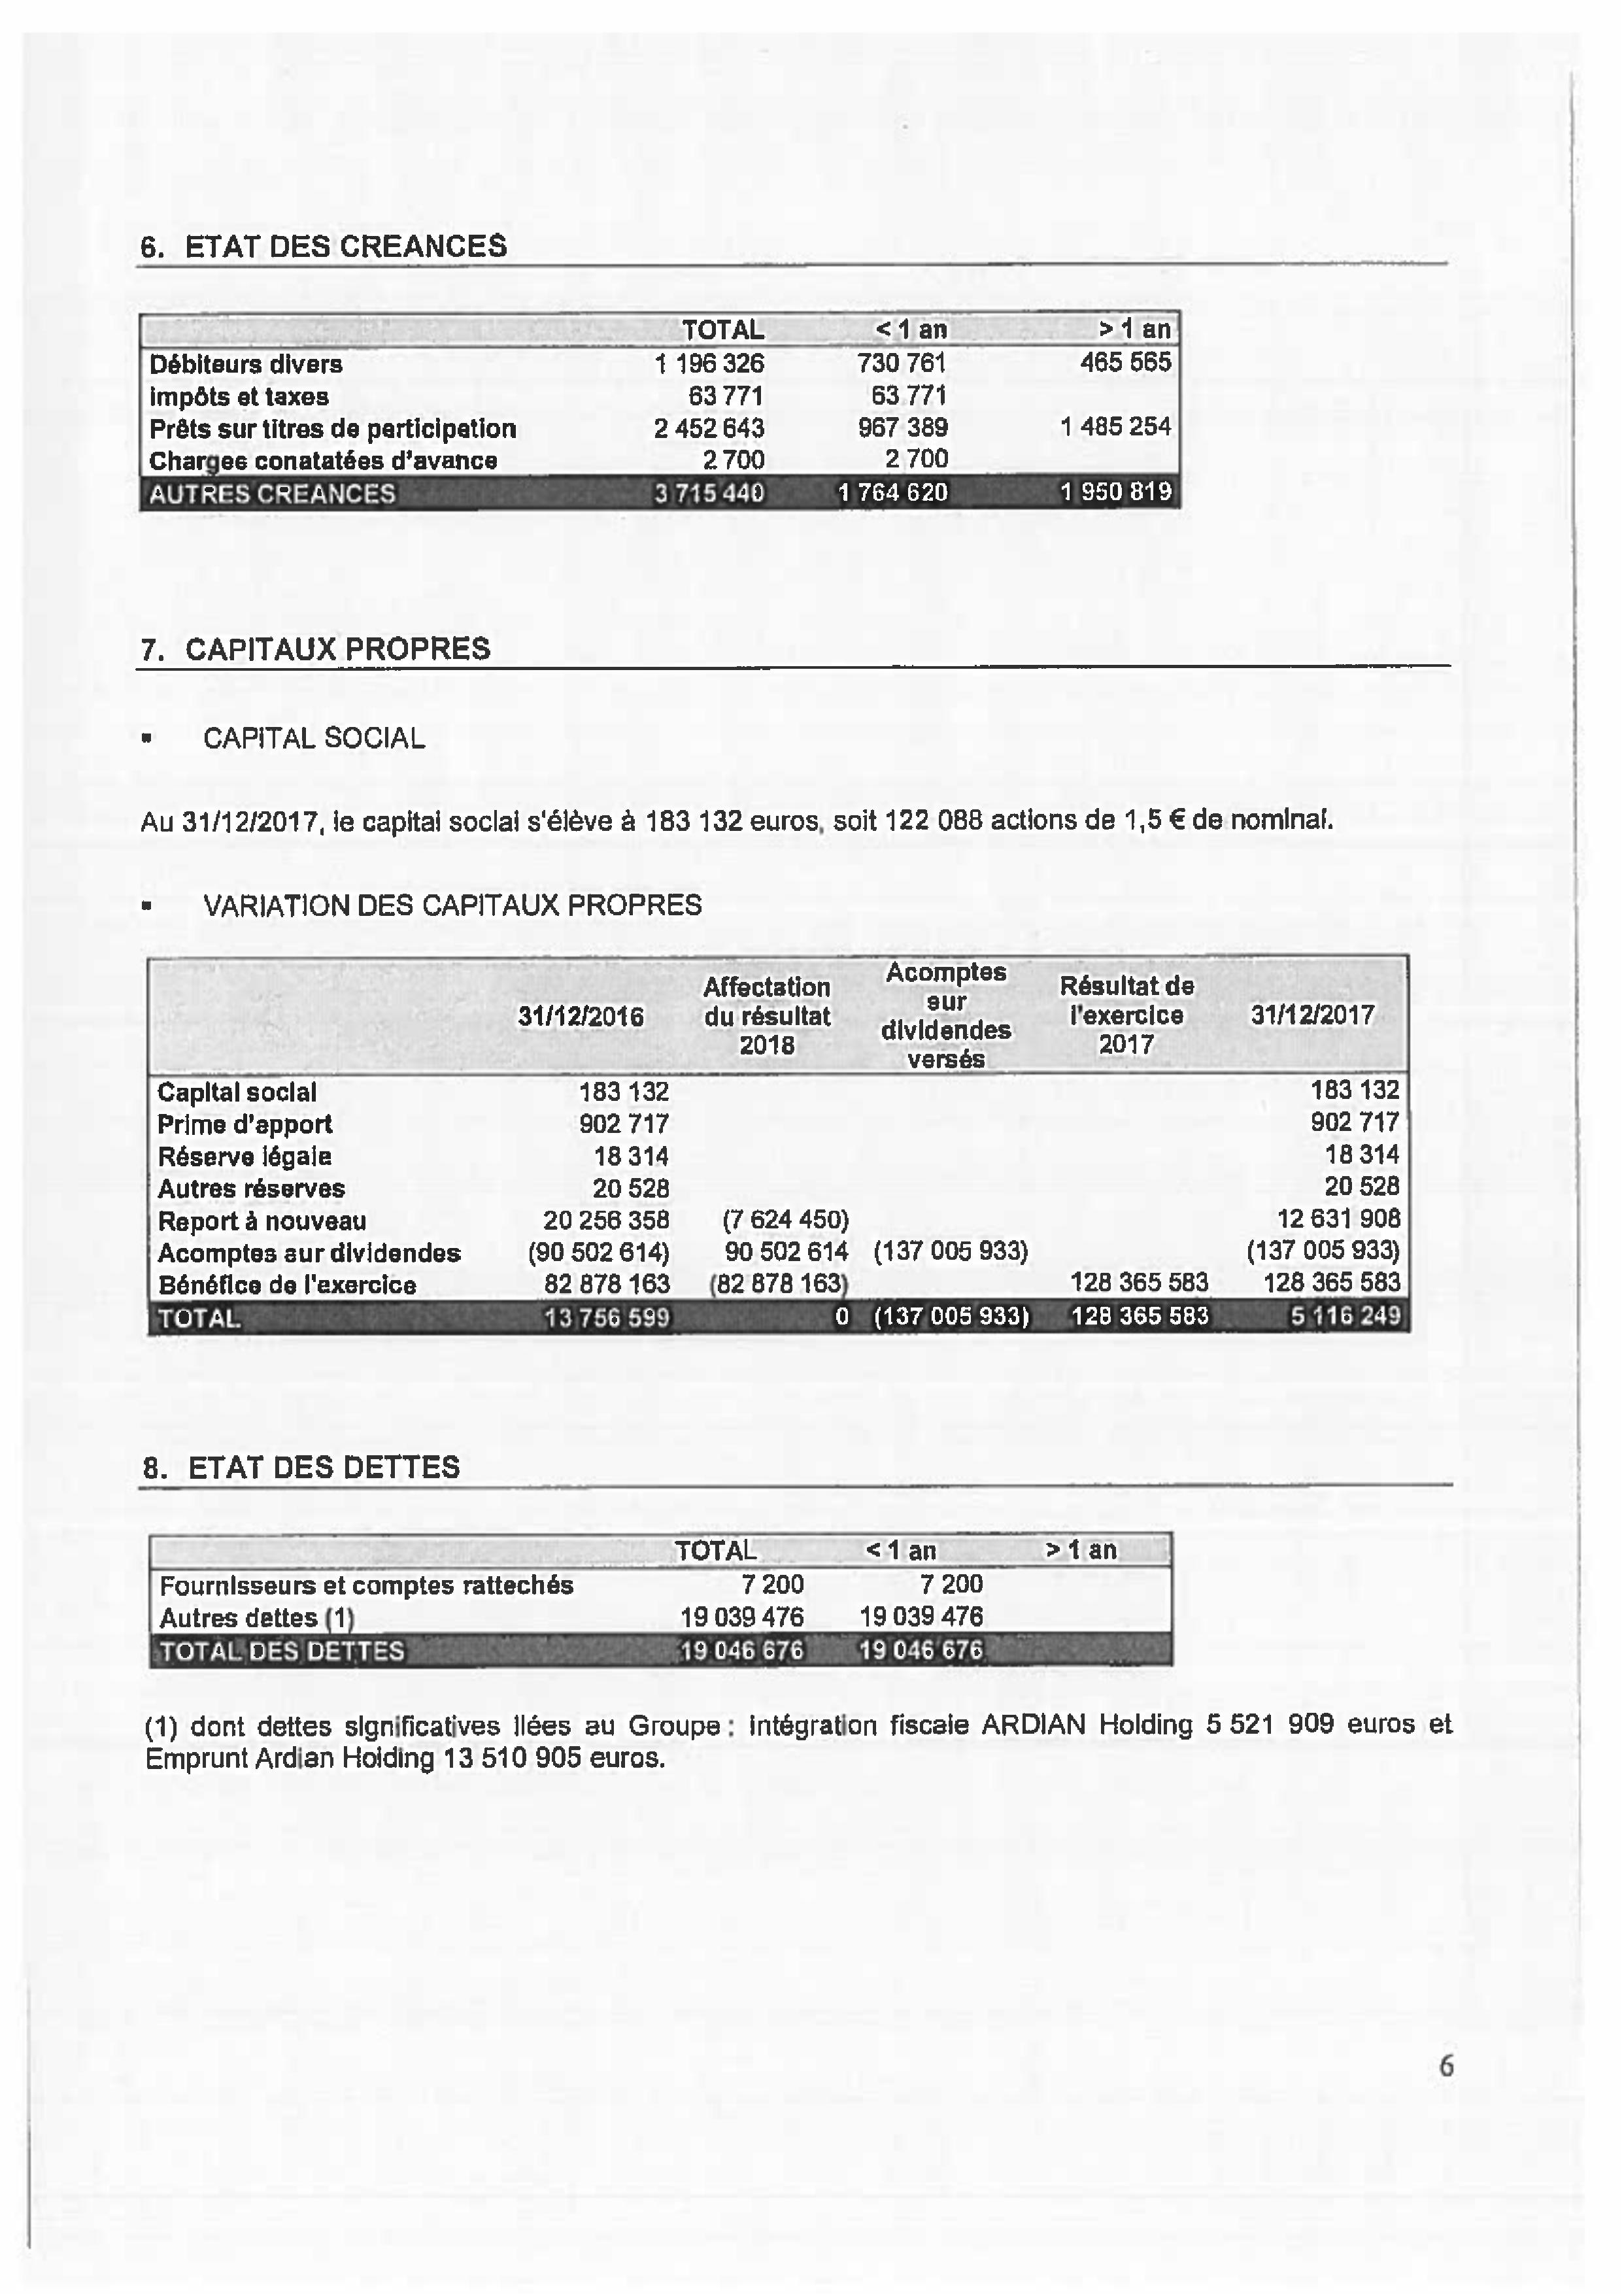 6. ETAT DES CREANCES
TOTAL < 1 an > 1 an
Débiteurs divers 1 196 326 730 761 465 565
Impôts et taxes 63 771 63 771
Prêts sur titres de participation 2 452 643 967 389 1 485 254
Charges conatatées d'avance 2 700 2 700
AUTRES CREANCES 3 715 440 1 764 620 1 950 819
7. CAPITAUX PROPRES
▪ CAPITAL SOCIAL
Au 31/12/2017, le capital social s'élève à 183 132 euros, soit 122 088 actions de 1,5 € de nominal.
▪ VARIATION DES CAPITAUX PROPRES
31/12/2016 Affectation du résultat 2018 Acomptes sur dividendes versés Résultat de l'exercice 2017 31/12/2017
Capital social 183 132 183 132
Prime d'apport 902 717 902 717
Réserve légale 18 314 18 314
Autres réserves 20 528 20 528
Report à nouveau 20 256 358 (7 624 450) 12 631 908
Acomptes sur dividendes (90 502 614) 90 502 614 (137 005 933) (137 005 933)
Bénéfice de l'exercice 82 878 163 (82 878 163) 128 365 583 128 365 583
TOTAL 13 756 599 0 (137 005 933) 128 365 583 5 116 249
8. ETAT DES DETTES
TOTAL < 1 an > 1 an
Fournisseurs et comptes rattachés 7 200 7 200
Autres dettes (1) 19 039 476 19 039 476
TOTAL DES DETTES 19 046 676 19 046 676
(1) dont dettes significatives liées au Groupe : Intégration fiscale ARDIAN Holding 5 521 909 euros et
Emprunt Ardian Holding 13 510 905 euros.
6